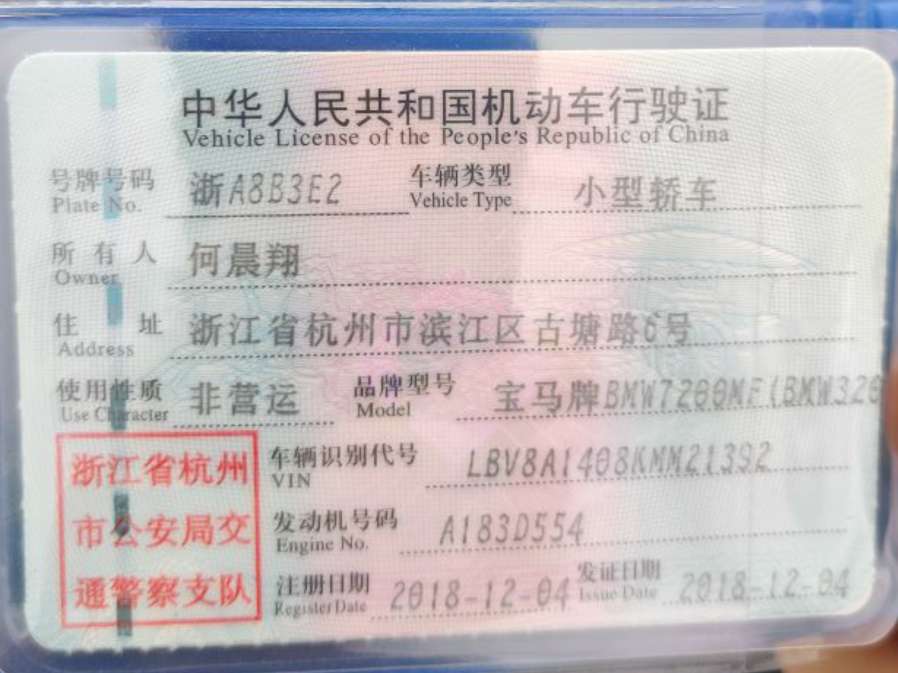 中华人民共和国机动车行驶证
Vehicle License of the People's Republic of China
号牌号码 浙A8B3E2 车辆类型 小型轿车
Plate No. Vehicle Type
所有人 何晨翔
Owner
住址 浙江省杭州市滨江区古塘路6号
Address
使用性质 非营运 品牌型号 宝马牌BMW7200MF(BMW320
Use Character Model
浙江省杭州 车辆识别代号 LBV8A1408KMM21392
VIN
市公安局交 发动机号码 A183D554
Engine No.
通警察支队 注册日期 2018-12-04 发证日期 2018-12-04
Register Date Issue Date